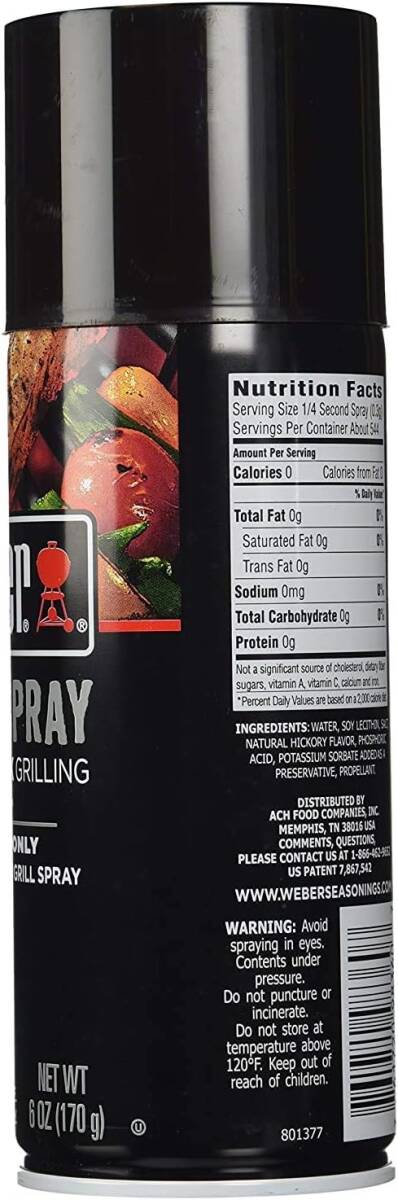 er
®
®
PRAY
GRILLING
ONLY
GRILL SPRAY
NET WT
6 OZ (170 g)
U
Nutrition Facts
Serving Size 1/4 Second Spray (0.3g)
Servings Per Container About 544
Amount Per Serving
Calories 0 Calories from Fat 0
% Daily Value*
Total Fat 0g 0%
Saturated Fat 0g 0%
Trans Fat 0g
Sodium 0mg 0%
Total Carbohydrate 0g 0%
Protein 0g
Not a significant source of cholesterol, dietary fiber,
sugars, vitamin A, vitamin C, calcium and iron.
*Percent Daily Values are based on a 2,000 calorie diet.
INGREDIENTS: WATER, SOY LECITHIN,
NATURAL HICKORY FLAVOR, PHOSPHORIC
ACID, POTASSIUM SORBATE ADDED AS A
PRESERVATIVE, PROPELLANT.
DISTRIBUTED BY
ACH FOOD COMPANIES, INC.
MEMPHIS, TN 38016 USA
COMMENTS, QUESTIONS,
PLEASE CONTACT US AT 1-866-462-9652
US PATENT 7,867,542
WWW.WEBERSEASONINGS.COM
WARNING: Avoid
spraying in eyes.
Contents under
pressure.
Do not puncture or
incinerate.
Do not store at
temperature above
120°F. Keep out of
reach of children.
801377